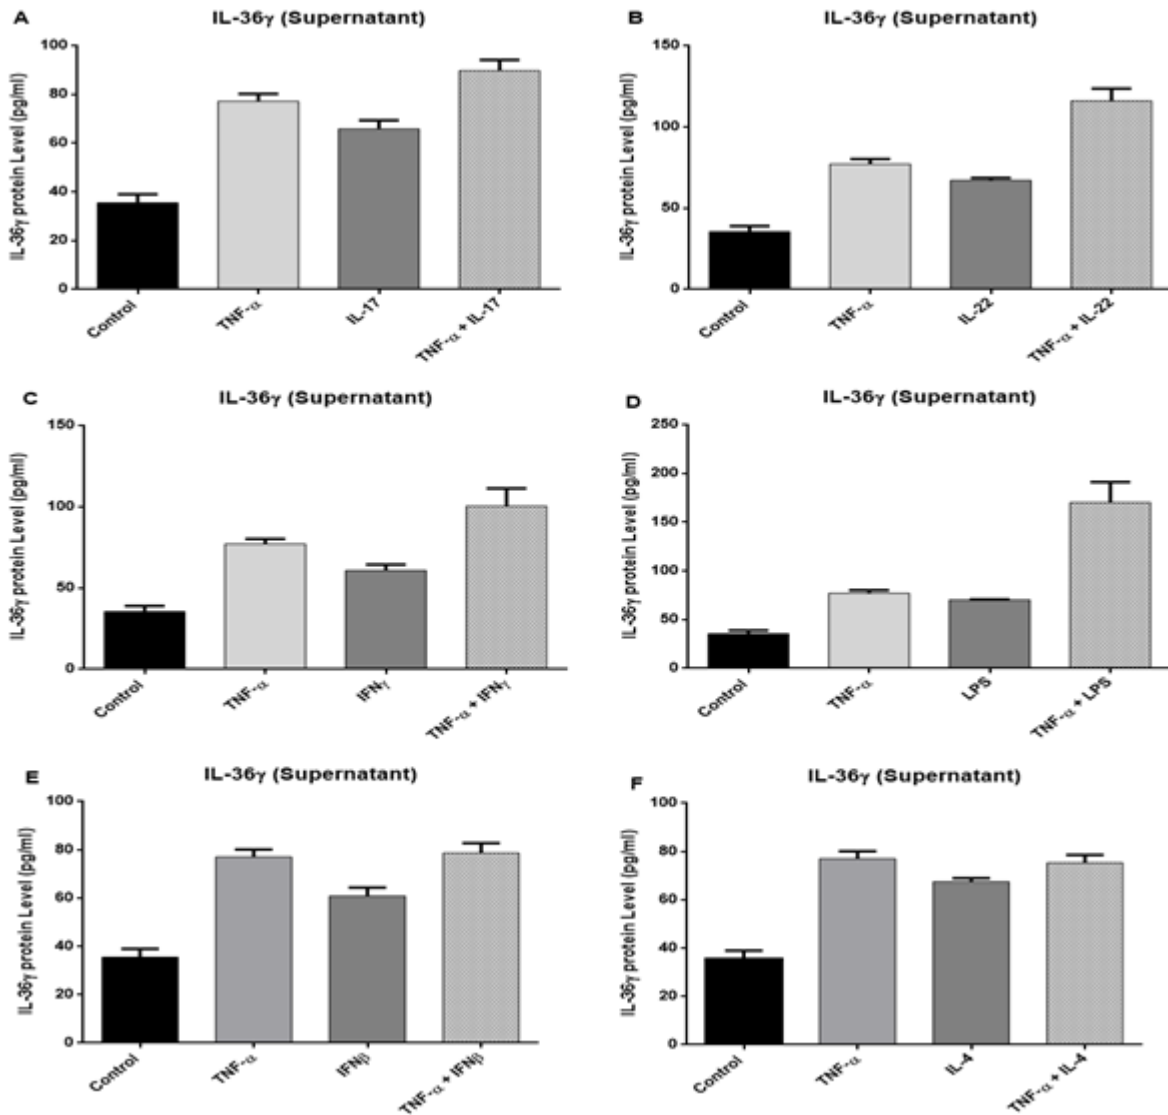 A
IL-36γ (Supernatant)
IL-36γ protein Level (pg/ml)
100
80
60
40
20
0
Control
TNF-α
IL-17
TNF-α + IL-17
B
IL-36γ (Supernatant)
IL-36γ protein Level (pg/ml)
150
100
50
0
Control
TNF-α
IL-22
TNF-α + IL-22
C
IL-36γ (Supernatant)
IL-36γ protein Level (pg/ml)
150
100
50
0
Control
TNF-α
IFNγ
TNF-α + IFNγ
D
IL-36γ (Supernatant)
IL-36γ protein Level (pg/ml)
250
200
150
100
50
0
Control
TNF-α
LPS
TNF-α + LPS
E
IL-36γ (Supernatant)
IL-36γ protein Level (pg/ml)
100
80
60
40
20
0
Control
TNF-α
IFNβ
TNF-α + IFNβ
F
IL-36γ (Supernatant)
IL-36γ protein Level (pg/ml)
100
80
60
40
20
0
Control
TNF-α
IL-4
TNF-α + IL-4